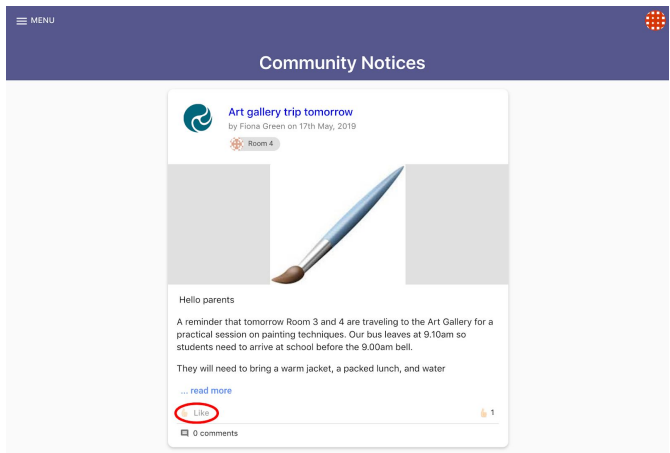 MENU
Community Notices
Art gallery trip tomorrow
by Fiona Green on 17th May, 2019
Room 4
Hello parents
A reminder that tomorrow Room 3 and 4 are traveling to the Art Gallery for a
practical session on painting techniques. Our bus leaves at 9.10am so
students need to arrive at school before the 9.00am bell.
They will need to bring a warm jacket, a packed lunch, and water
... read more
Like
1
0 comments